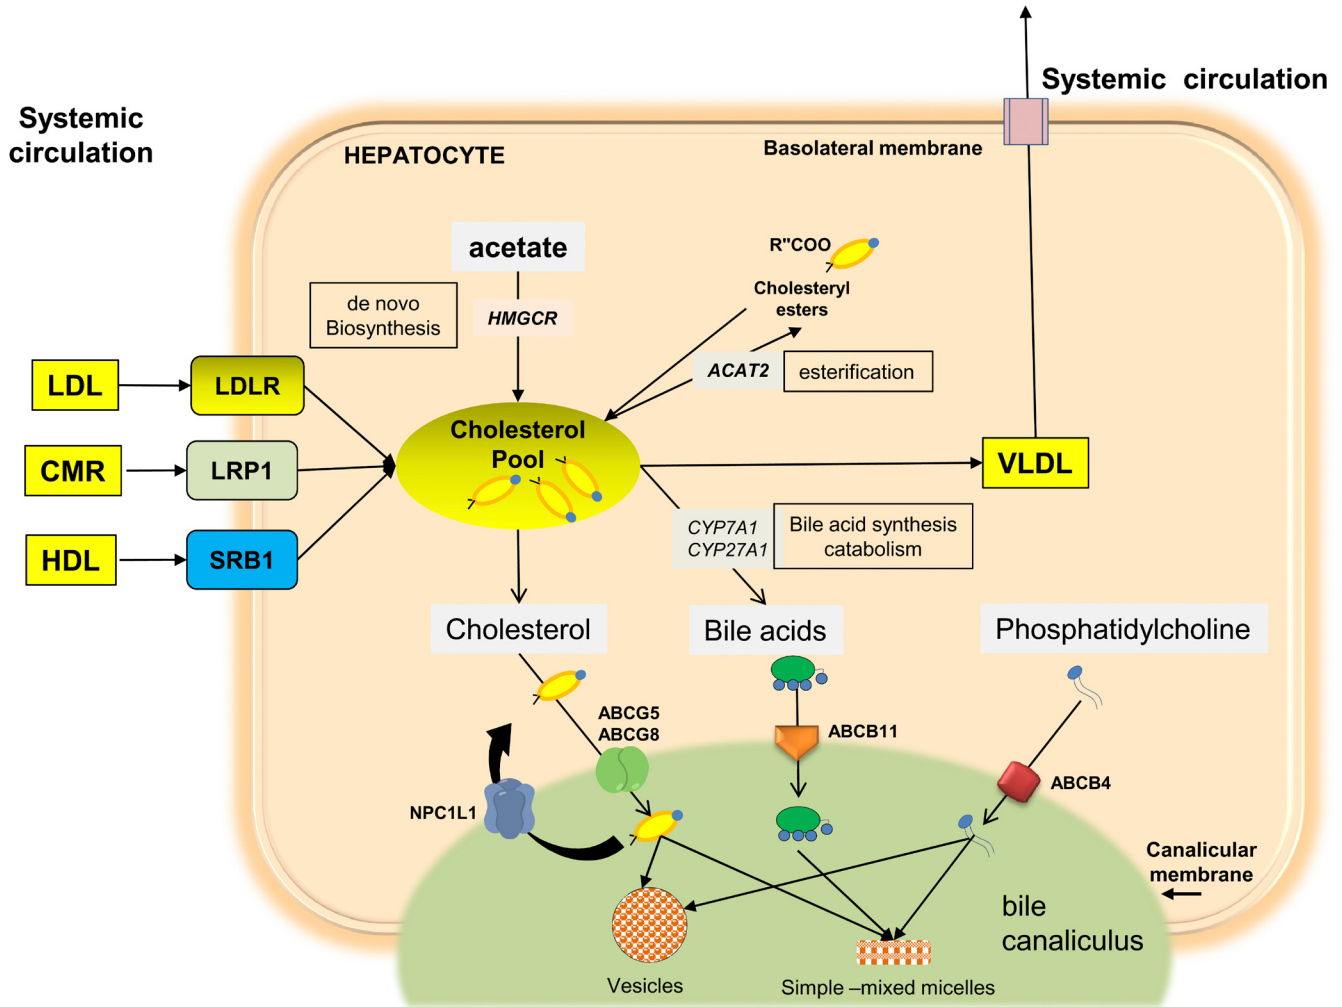 Systemic circulation
Systemic
circulation
HEPATOCYTE
Basolateral membrane
acetate
R"COO
Cholesteryl
esters
de novo
Biosynthesis
HMGCR
ACAT2
esterification
LDL
LDLR
CMR
LRP1
HDL
SRB1
Cholesterol
Pool
VLDL
CYP7A1
CYP27A1
Bile acid synthesis
catabolism
Cholesterol
Bile acids
Phosphatidylcholine
ABCG5
ABCG8
ABCB11
ABCB4
NPC1L1
Canalicular
membrane
bile
canaliculus
Vesicles
Simple –mixed micelles